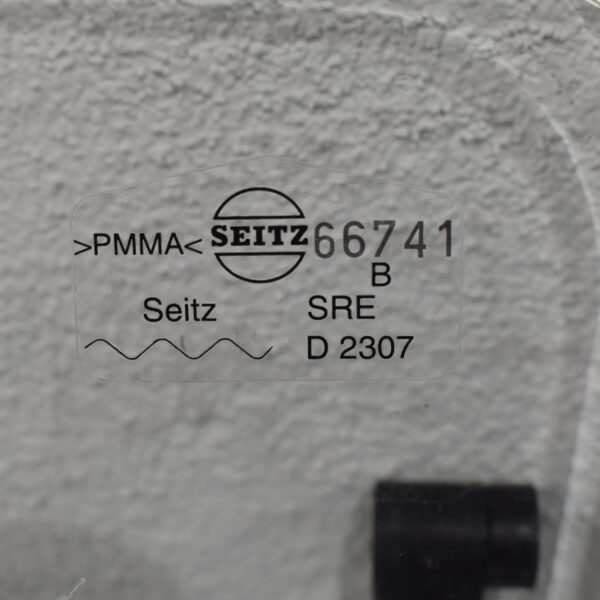 >PMMA< SEITZ 66741
B
Seitz SRE
D 2307